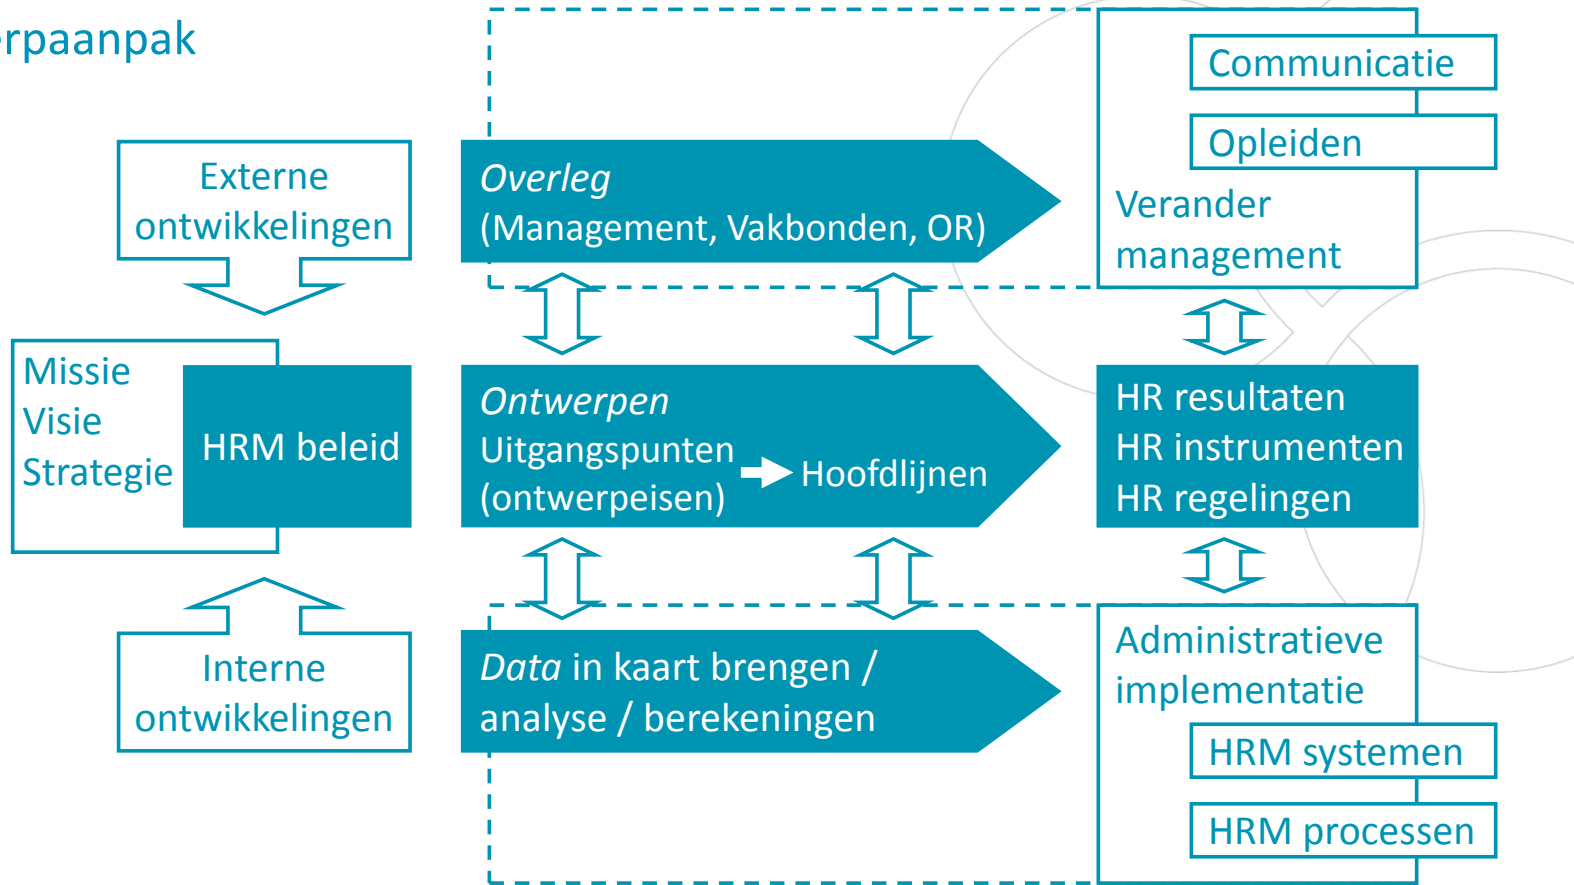 erpaanpak
Externe
ontwikkelingen
Missie
Visie
Strategie
HRM beleid
Interne
ontwikkelingen
Overleg
(Management, Vakbonden, OR)
Ontwerpen
Uitgangspunten
(ontwerpeisen)
Hoofdlijnen
Data in kaart brengen /
analyse / berekeningen
Communicatie
Opleiden
Verander
management
HR resultaten
HR instrumenten
HR regelingen
Administratieve
implementatie
HRM systemen
HRM processen